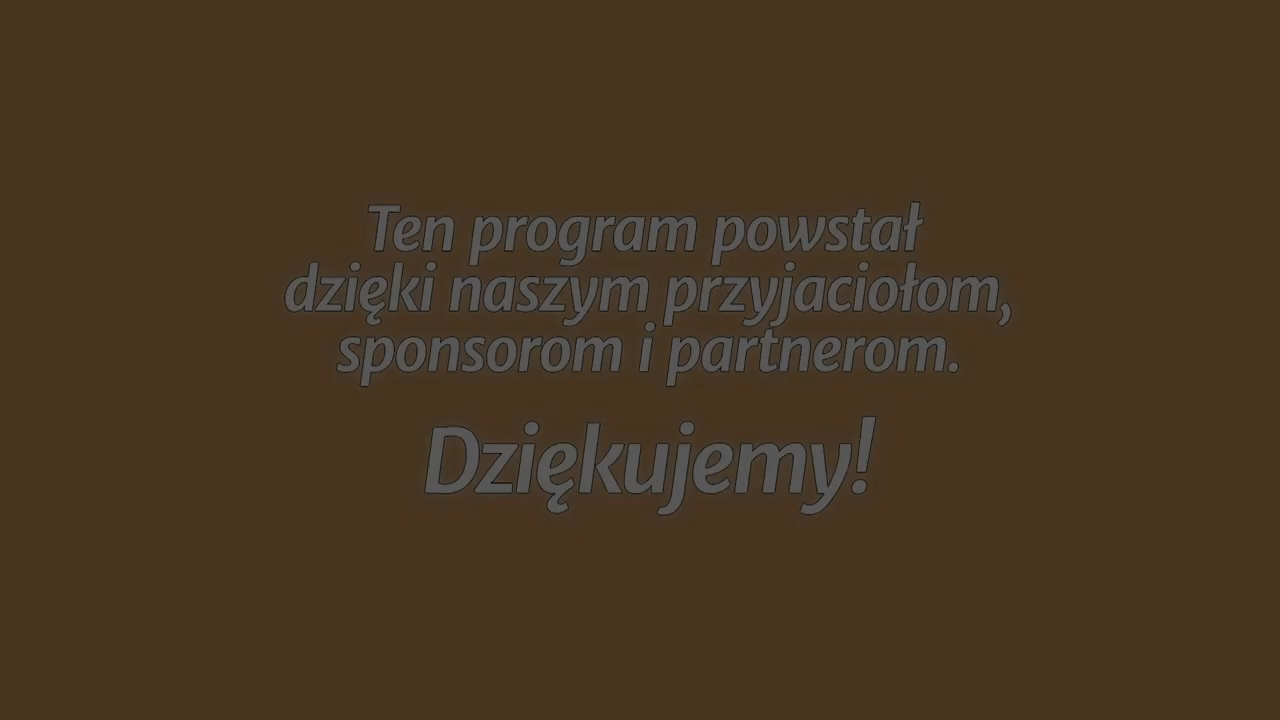 Ten program powstał
dzięki naszym przyjaciołom,
sponsorom i partnerom.
Dziękujemy!